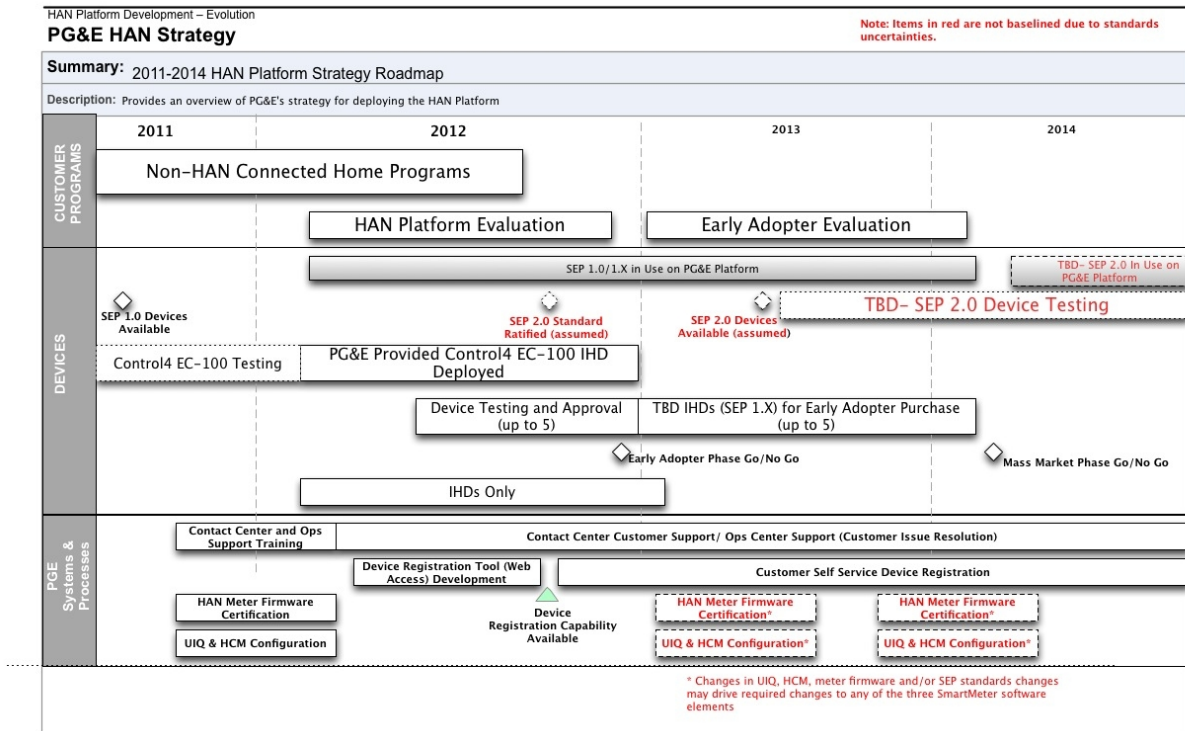 HAN Platform Development – Evolution
PG&E HAN Strategy
Note: Items in red are not baselined due to standards
uncertainties.
Summary: 2011-2014 HAN Platform Strategy Roadmap
Description: Provides an overview of PG&E's strategy for deploying the HAN Platform
2011
2012
2013
2014
CUSTOMER
PROGRAMS
Non-HAN Connected Home Programs
HAN Platform Evaluation
Early Adopter Evaluation
DEVICES
SEP 1.0/1.X in Use on PG&E Platform
TBD- SEP 2.0 In Use on
PG&E Platform
SEP 1.0 Devices
Available
SEP 2.0 Standard
Ratified (assumed)
SEP 2.0 Devices
Available (assumed)
TBD- SEP 2.0 Device Testing
Control4 EC-100 Testing
PG&E Provided Control4 EC-100 IHD
Deployed
Device Testing and Approval
(up to 5)
TBD IHDs (SEP 1.X) for Early Adopter Purchase
(up to 5)
Early Adopter Phase Go/No Go
Mass Market Phase Go/No Go
IHDs Only
PGE
Systems &
Processes
Contact Center and Ops
Support Training
Contact Center Customer Support/ Ops Center Support (Customer Issue Resolution)
Device Registration Tool (Web
Access) Development
Customer Self Service Device Registration
Device
Registration Capability
Available
HAN Meter Firmware
Certification
HAN Meter Firmware
Certification*
HAN Meter Firmware
Certification*
UIQ & HCM Configuration
UIQ & HCM Configuration*
UIQ & HCM Configuration*
* Changes in UIQ, HCM, meter firmware and/or SEP standards changes
may drive required changes to any of the three SmartMeter software
elements